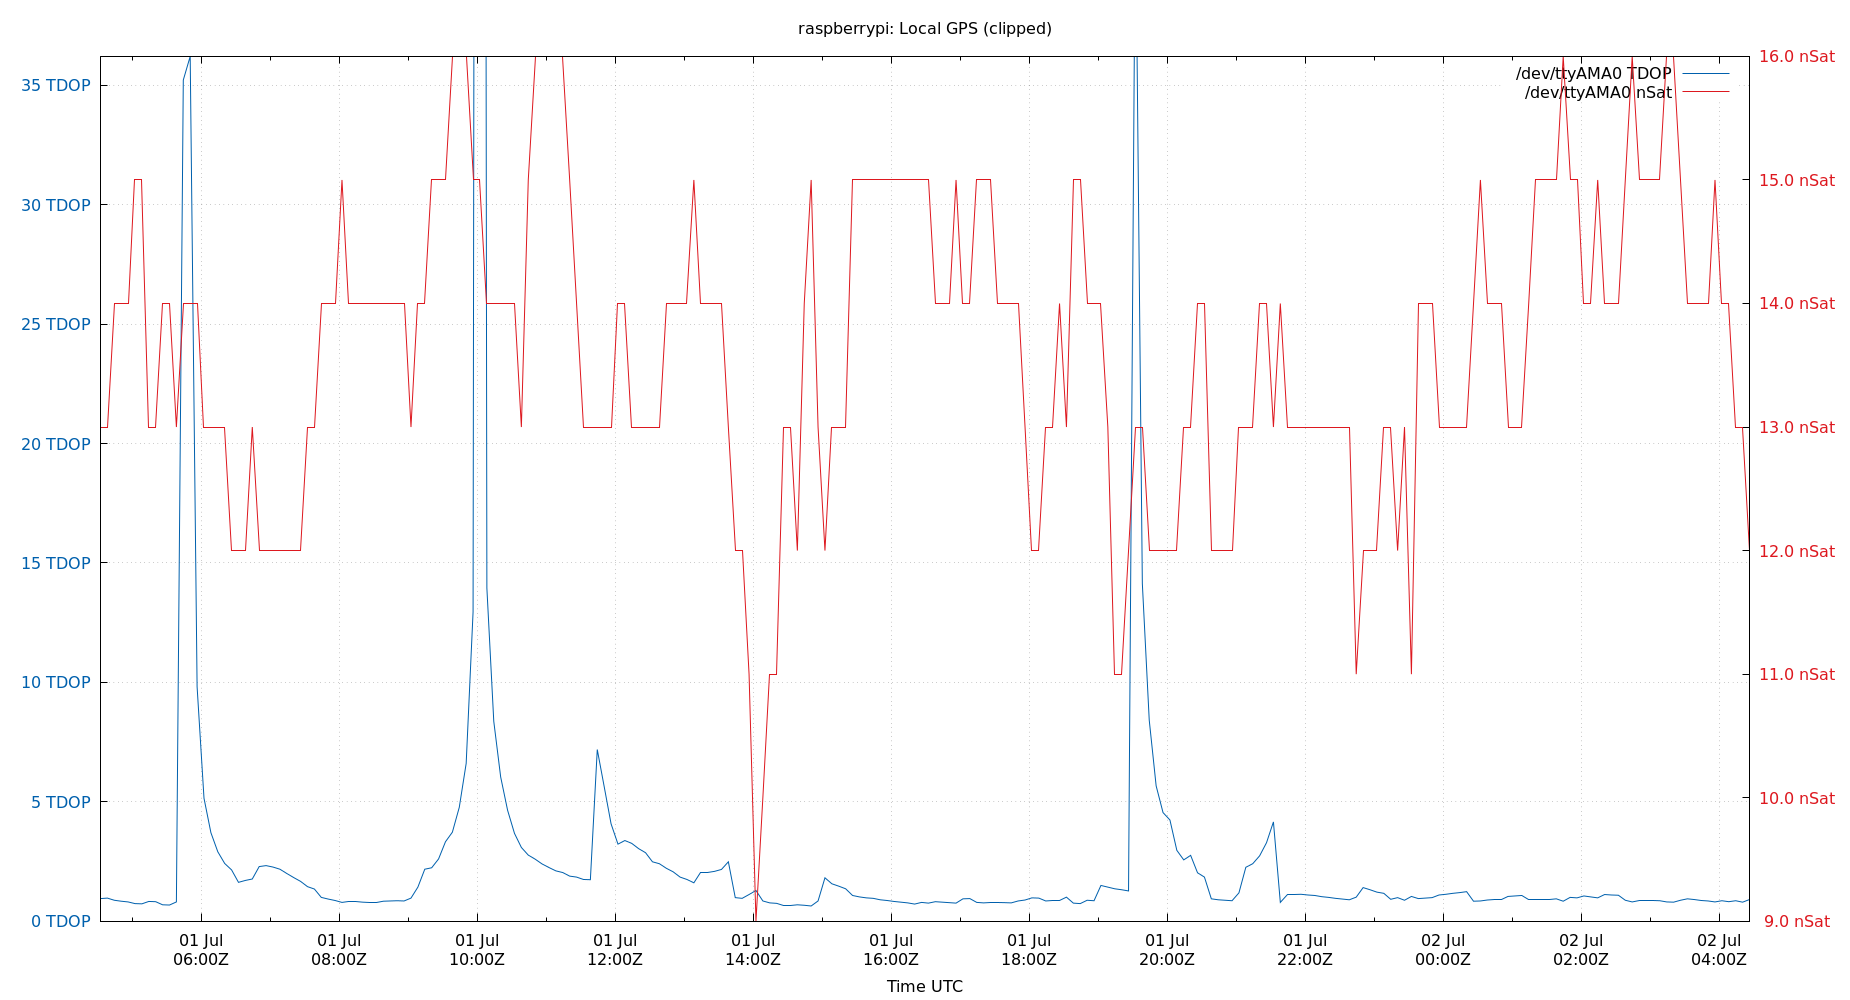 raspberrypi: Local GPS (clipped)
/dev/ttyAMA0 TDOP
/dev/ttyAMA0 nSat
35 TDOP
30 TDOP
25 TDOP
20 TDOP
15 TDOP
10 TDOP
5 TDOP
0 TDOP
16.0 nSat
15.0 nSat
14.0 nSat
13.0 nSat
12.0 nSat
11.0 nSat
10.0 nSat
9.0 nSat
01 Jul
06:00Z
01 Jul
08:00Z
01 Jul
10:00Z
01 Jul
12:00Z
01 Jul
14:00Z
01 Jul
16:00Z
01 Jul
18:00Z
01 Jul
20:00Z
01 Jul
22:00Z
02 Jul
00:00Z
02 Jul
02:00Z
02 Jul
04:00Z
Time UTC